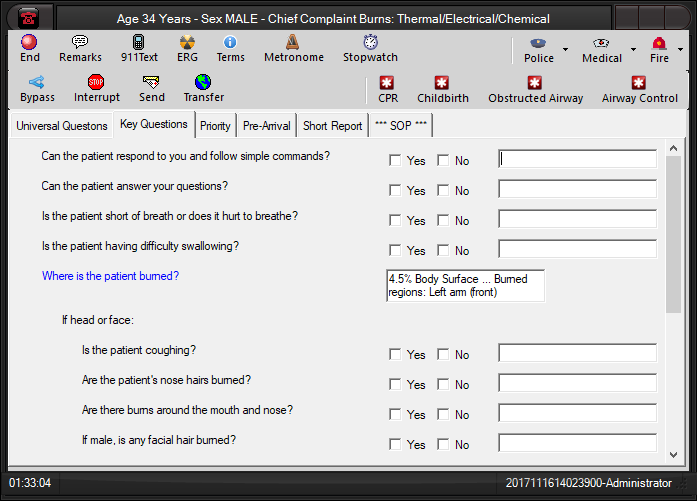 Age 34 Years - Sex MALE - Chief Complaint Burns: Thermal/Electrical/Chemical
End Remarks 911Text ERG Terms Metronome Stopwatch Police Medical Fire
Bypass Interrupt Send Transfer CPR Childbirth Obstructed Airway Airway Control
Universal Questons Key Questions Priority Pre-Arrival Short Report *** SOP ***
Can the patient respond to you and follow simple commands? Yes No
Can the patient answer your questions? Yes No
Is the patient short of breath or does it hurt to breathe? Yes No
Is the patient having difficulty swallowing? Yes No
Where is the patient burned? 4.5% Body Surface ... Burned
regions: Left arm (front)
If head or face:
Is the patient coughing? Yes No
Are the patient's nose hairs burned? Yes No
Are there burns around the mouth and nose? Yes No
If male, is any facial hair burned? Yes No
01:33:04 2017111614023900-Administrator